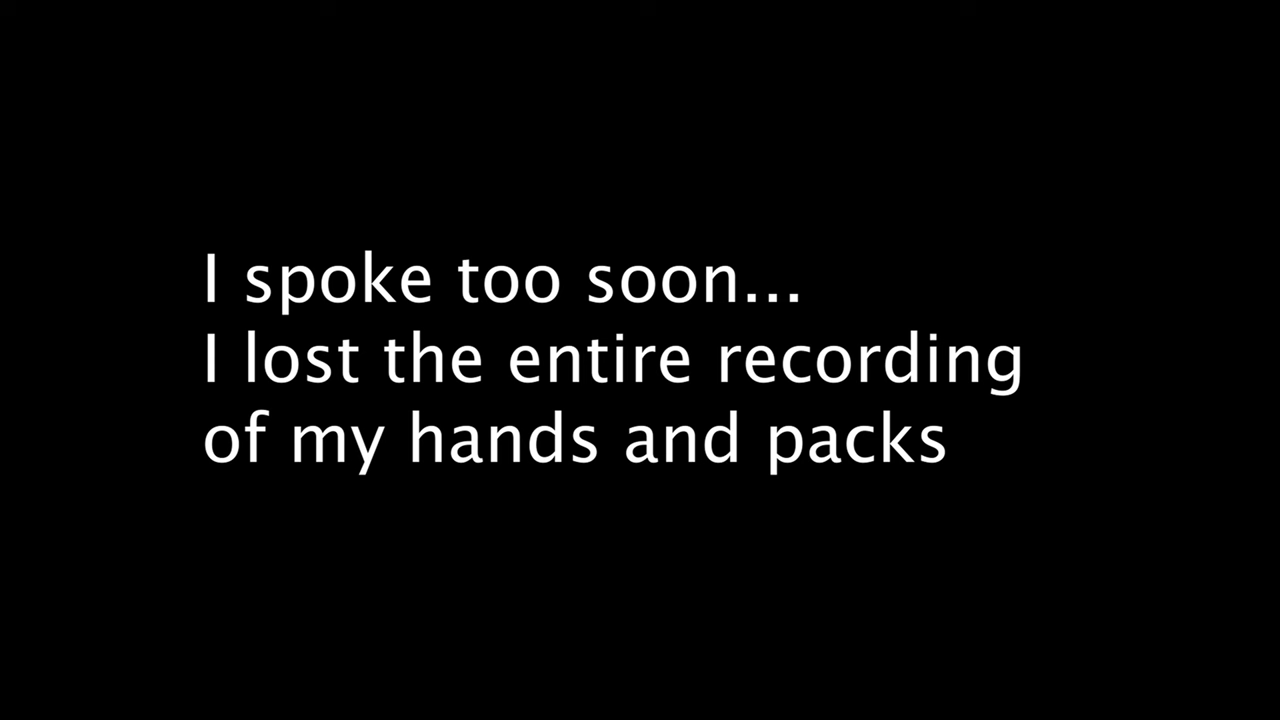 I spoke too soon...
I lost the entire recording
of my hands and packs